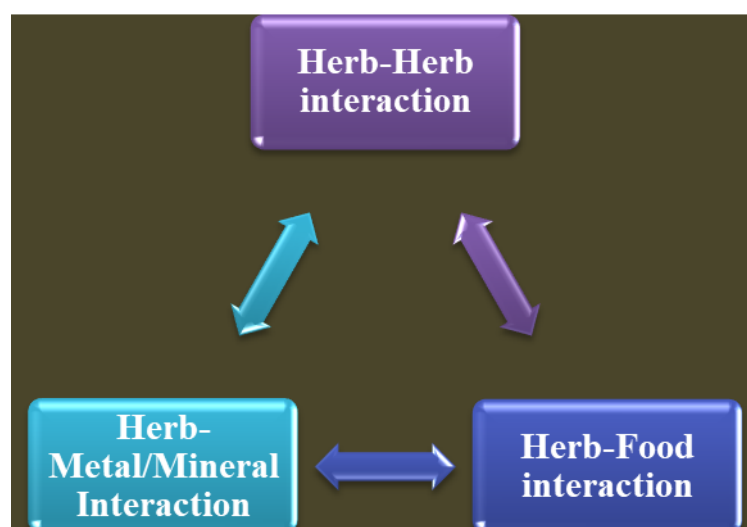 Herb-Herb
interaction
Herb-
Metal/Mineral
Interaction
Herb-Food
interaction